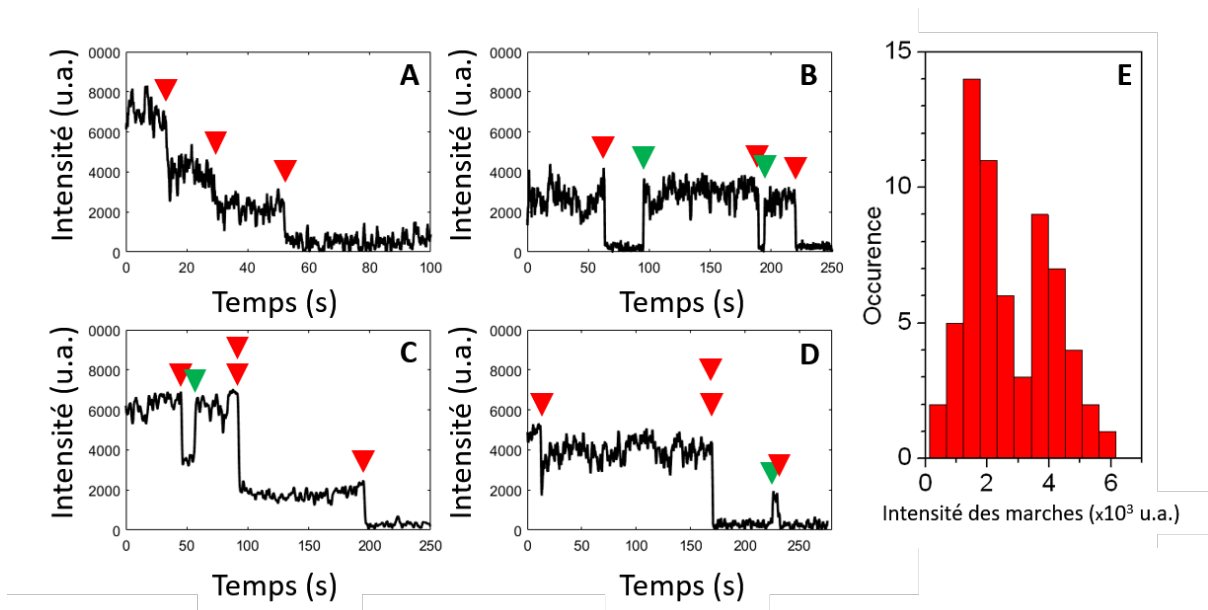 A
Intensité (u.a.)
0000
8000
6000
4000
2000
0
0 20 40 60 80 100
Temps (s)
B
Intensité (u.a.)
0000
8000
6000
4000
2000
0
0 50 100 150 200 250
Temps (s)
C
Intensité (u.a.)
0000
8000
6000
4000
2000
0
0 50 100 150 200 250
Temps (s)
D
Intensité (u.a.)
0000
8000
6000
4000
2000
0
0 50 100 150 200 250
Temps (s)
E
Occurence
15
10
5
0
0 2 4 6
Intensité des marches (x10³ u.a.)